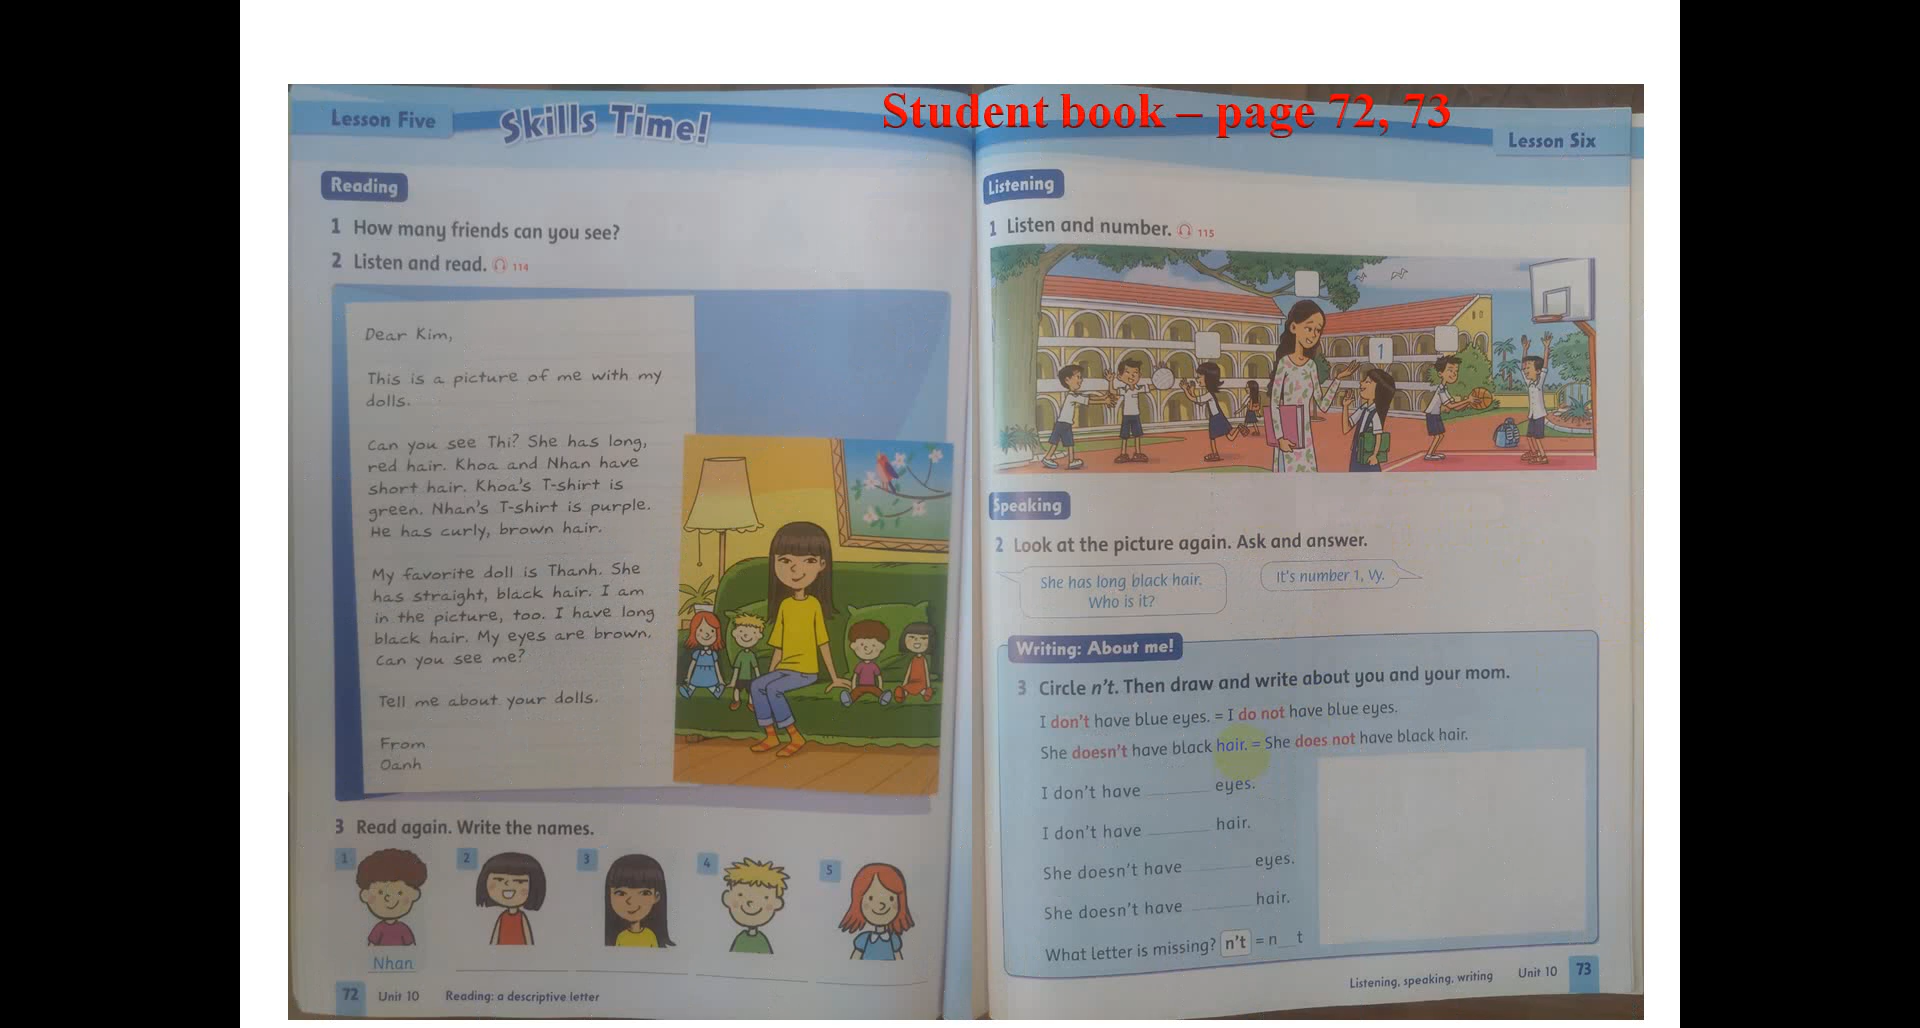 Student book – page 72, 73
Lesson Five
Skills Time!
Reading
1 How many friends can you see?
2 Listen and read. 114
Dear Kim,
This is a picture of me with my
dolls.
Can you see Thi? She has long,
red hair. Khoa and Nhan have
short hair. Khoa's T-shirt is
green. Nhan's T-shirt is purple.
He has curly, brown hair.
My favorite doll is Thanh. She
has straight, black hair. I am
in the picture, too. I have long
black hair. My eyes are brown.
Can you see me?
Tell me about your dolls.
From
Oanh
3 Read again. Write the names.
1
2
3
4
5
Nhan
72 Unit 10 Reading: a descriptive letter
Lesson Six
Listening
1 Listen and number. 115
1
Speaking
2 Look at the picture again. Ask and answer.
She has long black hair.
Who is it?
It's number 1, Vy.
Writing: About me!
3 Circle n't. Then draw and write about you and your mom.
I don't have blue eyes. = I do not have blue eyes.
She doesn't have black hair. = She does not have black hair.
I don't have ______ eyes.
I don't have ______ hair.
She doesn't have ______ eyes.
She doesn't have ______ hair.
What letter is missing? n't = n__t
Listening, speaking, writing Unit 10 73